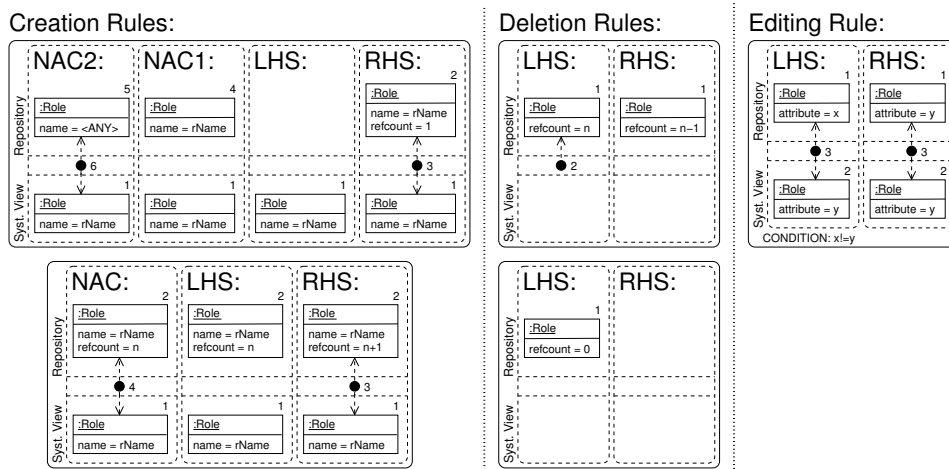 Creation Rules:
NAC2:
NAC1:
LHS:
RHS:
Repository
5
:Role
name = <ANY>
4
:Role
name = rName
2
:Role
name = rName
refcount = 1
6
3
Syst. View
1
:Role
name = rName
1
:Role
name = rName
1
:Role
name = rName
1
:Role
name = rName
NAC:
LHS:
RHS:
Repository
2
:Role
name = rName
refcount = n
2
:Role
name = rName
refcount = n
2
:Role
name = rName
refcount = n+1
4
3
Syst. View
1
:Role
name = rName
1
:Role
name = rName
1
:Role
name = rName
Deletion Rules:
LHS:
RHS:
Repository
1
:Role
refcount = n
1
:Role
refcount = n−1
2
Syst. View
LHS:
RHS:
Repository
1
:Role
refcount = 0
Syst. View
Editing Rule:
LHS:
RHS:
Repository
1
:Role
attribute = x
1
:Role
attribute = y
3
3
Syst. View
2
:Role
attribute = y
2
:Role
attribute = y
CONDITION: x!=y